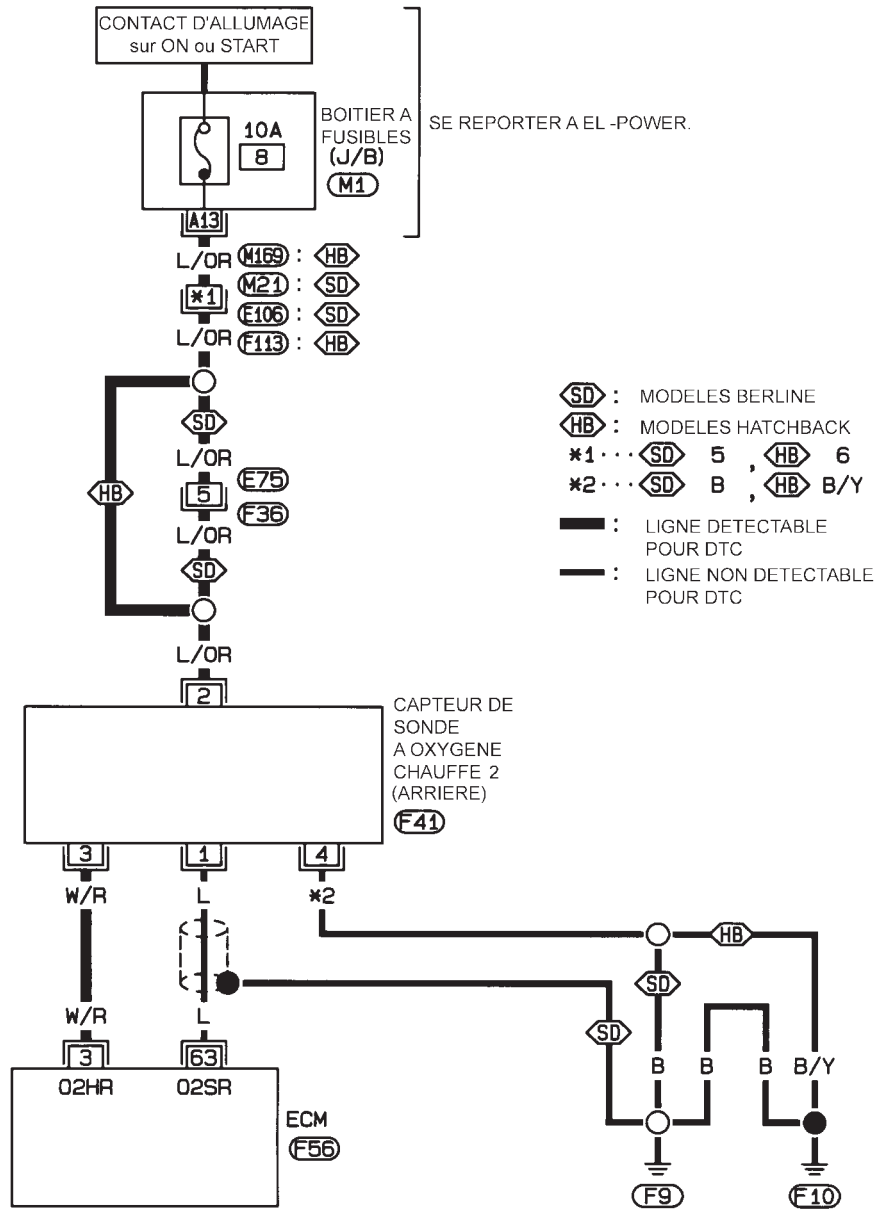 CONTACT D'ALLUMAGE
sur ON ou START
BOITIER A
FUSIBLES
(J/B)
M1
10A
8
SE REPORTER A EL -POWER.
A13
L/OR
M169 : HB
M21 : SD
*1
E106 : SD
L/OR
F113 : HB
SD
L/OR
HB
5
E75
F36
L/OR
SD
L/OR
2
SD : MODELES BERLINE
HB : MODELES HATCHBACK
*1 ··· SD 5 , HB 6
*2 ··· SD B , HB B/Y
: LIGNE DETECTABLE
POUR DTC
: LIGNE NON DETECTABLE
POUR DTC
CAPTEUR DE
SONDE
A OXYGENE
CHAUFFE 2
(ARRIERE)
F41
3 1 4
W/R L *2
HB
SD
SD
W/R L
B B B B/Y
3 63
O2HR O2SR
ECM
F56
F9 F10